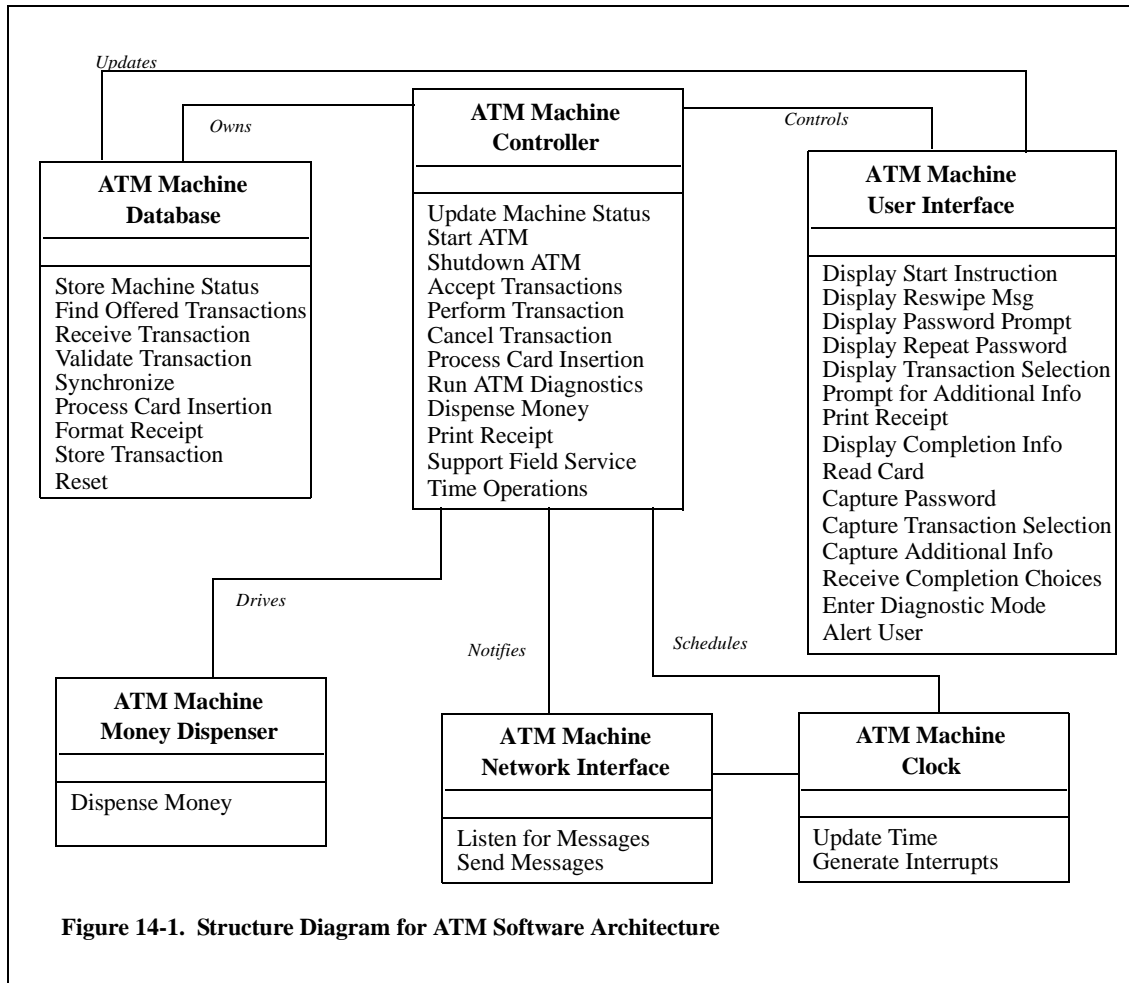 Updates
Owns
Controls
ATM Machine
Controller
Update Machine Status
Start ATM
Shutdown ATM
Accept Transactions
Perform Transaction
Cancel Transaction
Process Card Insertion
Run ATM Diagnostics
Dispense Money
Print Receipt
Support Field Service
Time Operations
ATM Machine
Database
Store Machine Status
Find Offered Transactions
Receive Transaction
Validate Transaction
Synchronize
Process Card Insertion
Format Receipt
Store Transaction
Reset
ATM Machine
User Interface
Display Start Instruction
Display Reswipe Msg
Display Password Prompt
Display Repeat Password
Display Transaction Selection
Prompt for Additional Info
Print Receipt
Display Completion Info
Read Card
Capture Password
Capture Transaction Selection
Capture Additional Info
Receive Completion Choices
Enter Diagnostic Mode
Alert User
Drives
Notifies
Schedules
ATM Machine
Money Dispenser
Dispense Money
ATM Machine
Network Interface
Listen for Messages
Send Messages
ATM Machine
Clock
Update Time
Generate Interrupts
Figure 14-1. Structure Diagram for ATM Software Architecture